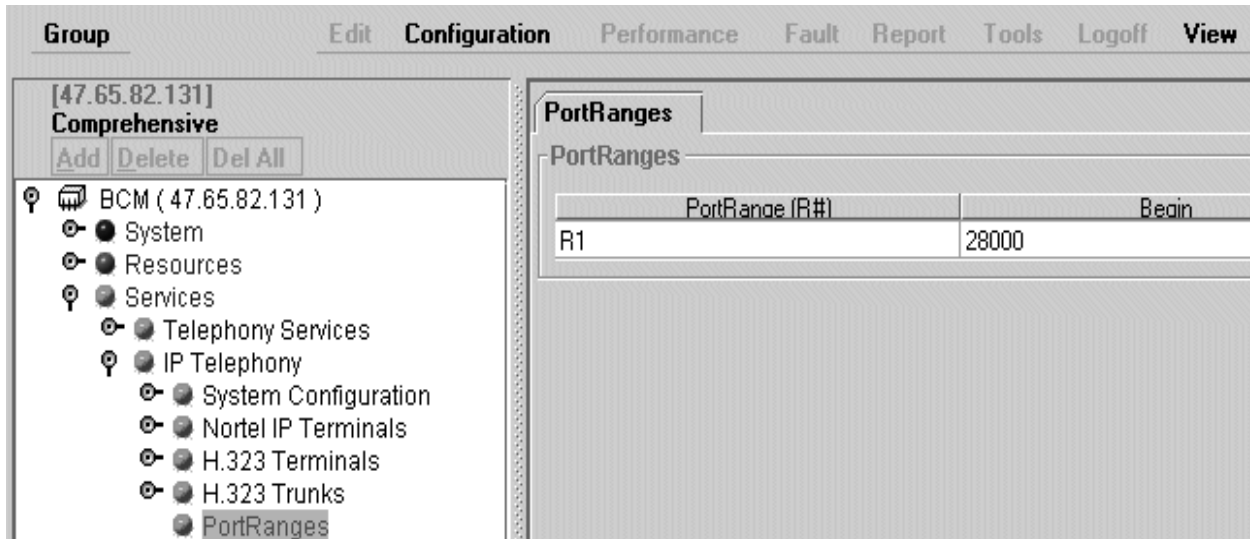 Group Edit Configuration Performance Fault Report Tools Logoff View
[47.65.82.131]
Comprehensive
Add Delete Del All
BCM ( 47.65.82.131 )
System
Resources
Services
Telephony Services
IP Telephony
System Configuration
Nortel IP Terminals
H.323 Terminals
H.323 Trunks
PortRanges
PortRanges
PortRanges
PortRange (R#) Begin
R1 28000